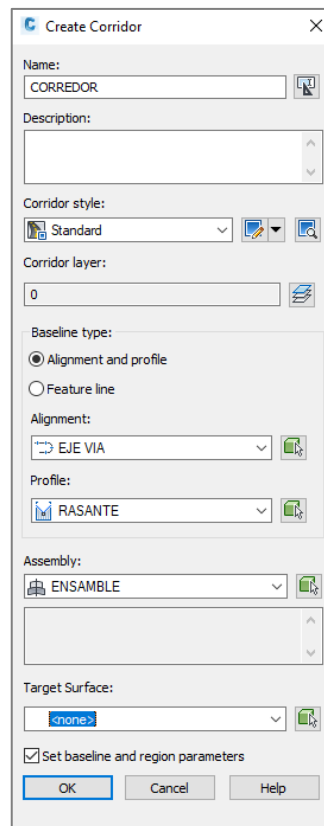 Create Corridor
Name:
CORREDOR
Description:
Corridor style:
Standard
Corridor layer:
0
Baseline type:
Alignment and profile
Feature line
Alignment:
EJE VIA
Profile:
RASANTE
Assembly:
ENSAMBLE
Target Surface:
<none>
Set baseline and region parameters
OK Cancel Help